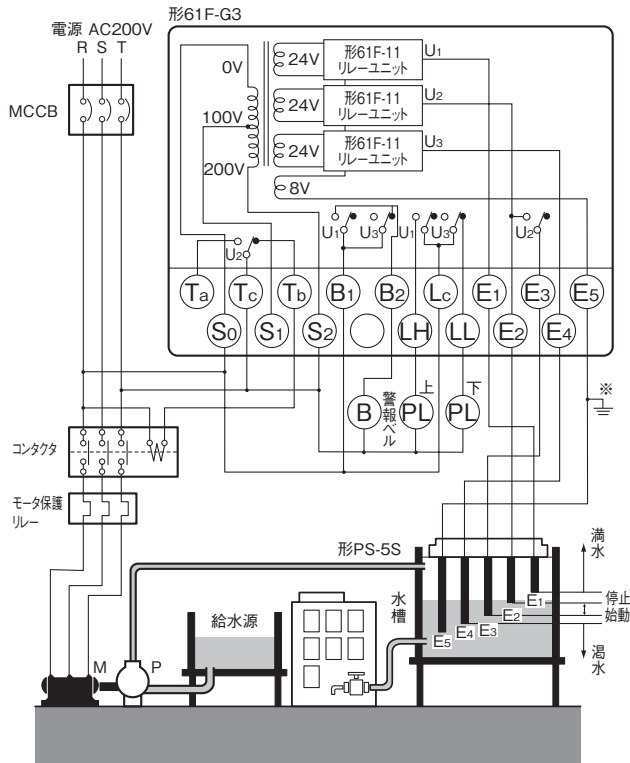 形61F-G3
電源 AC200V
R S T
MCCB
0V
100V
200V
24V
形61F-11
リレーユニット
U1
24V
形61F-11
リレーユニット
U2
24V
形61F-11
リレーユニット
U3
8V
U1
U3
U1
U3
U2
U2
Ta
Tc
Tb
B1
B2
Lc
E1
E3
E5
S0
S1
S2
LH
LL
E2
E4
B
警報ベル
PL
上
PL
下
※
コンタクタ
モータ保護
リレー
形PS-5S
水槽
満水
停止
始動
渇水
E1
E2
E3
E4
E5
給水源
M
P